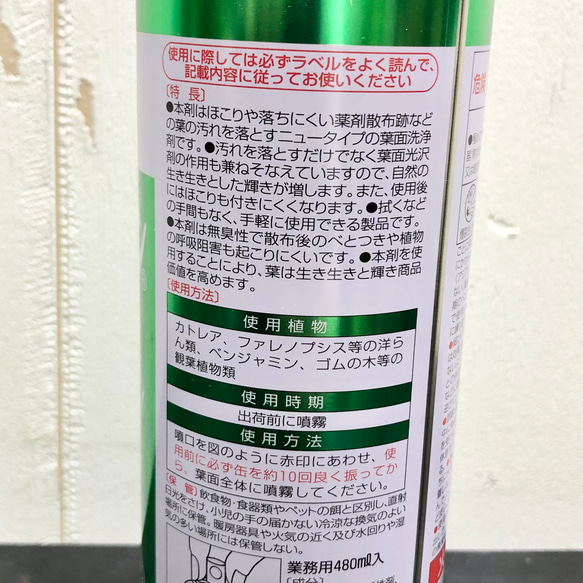 使用に際しては必ずラベルをよく読んで、
記載内容に従ってお使いください
〔特 長〕
●本剤はほこりや落ちにくい薬剤散布跡など
の葉の汚れを落とすニュータイプの葉面洗浄
剤です。●汚れを落とすだけでなく葉面光沢
剤の作用も兼ねそなえていますので、自然の
生き生きとした輝きが増します。また、使用後
にはほこりも付きにくくなります。●拭くなど
の手間もなく、手軽に使用できる製品です。
●本剤は無臭性で散布後のべとつきや植物
の呼吸阻害も起こりにくいです。●本剤を使
用することにより、葉は生き生きと輝き商品
価値を高めます。
〔使用方法〕
使用植物
カトレア、ファレノプシス等の洋ら
ん類、ベンジャミン、ゴムの木等の
観葉植物類
使用時期
出荷前に噴霧
使用方法
噴口を図のように赤印にあわせ、使
用前に必ず缶を約10回良く振ってか
ら、葉面全体に噴霧してください。
〔保 管〕飲食物・食器類やペットの餌と区別し、直射
日光をさけ、小児の手の届かない冷涼な換気のよい
場所に保管。暖房器具や火気の近く及び水回りや湿
気の多い場所には保管しない。
業務用480mℓ入
〔成分〕
危